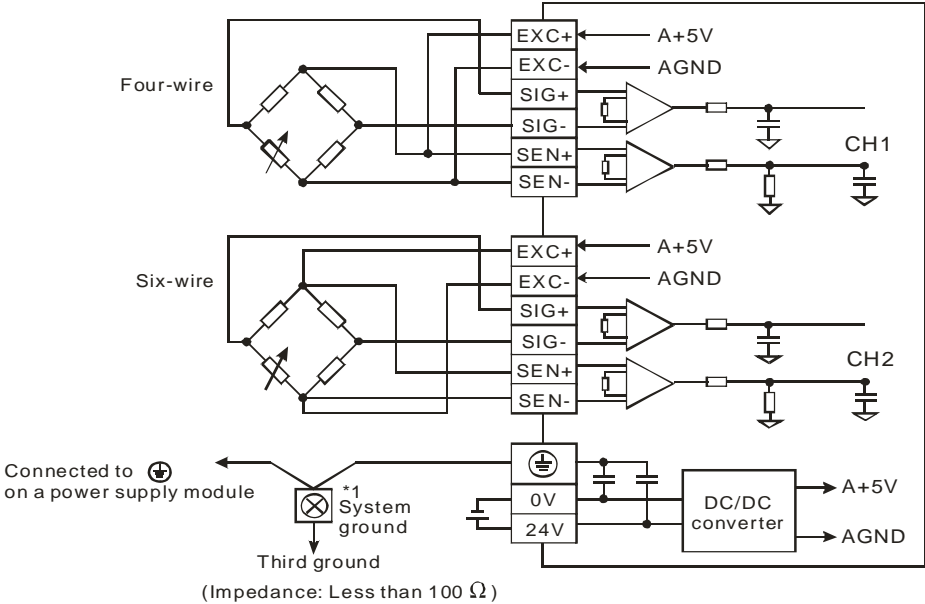 Four-wire
EXC+
EXC-
SIG+
SIG-
SEN+
SEN-
A+5V
AGND
CH1
Six-wire
EXC+
EXC-
SIG+
SIG-
SEN+
SEN-
A+5V
AGND
CH2
Connected to
on a power supply module
*1
System
ground
Third ground
(Impedance: Less than 100 Ω)
0V
24V
DC/DC
converter
A+5V
AGND